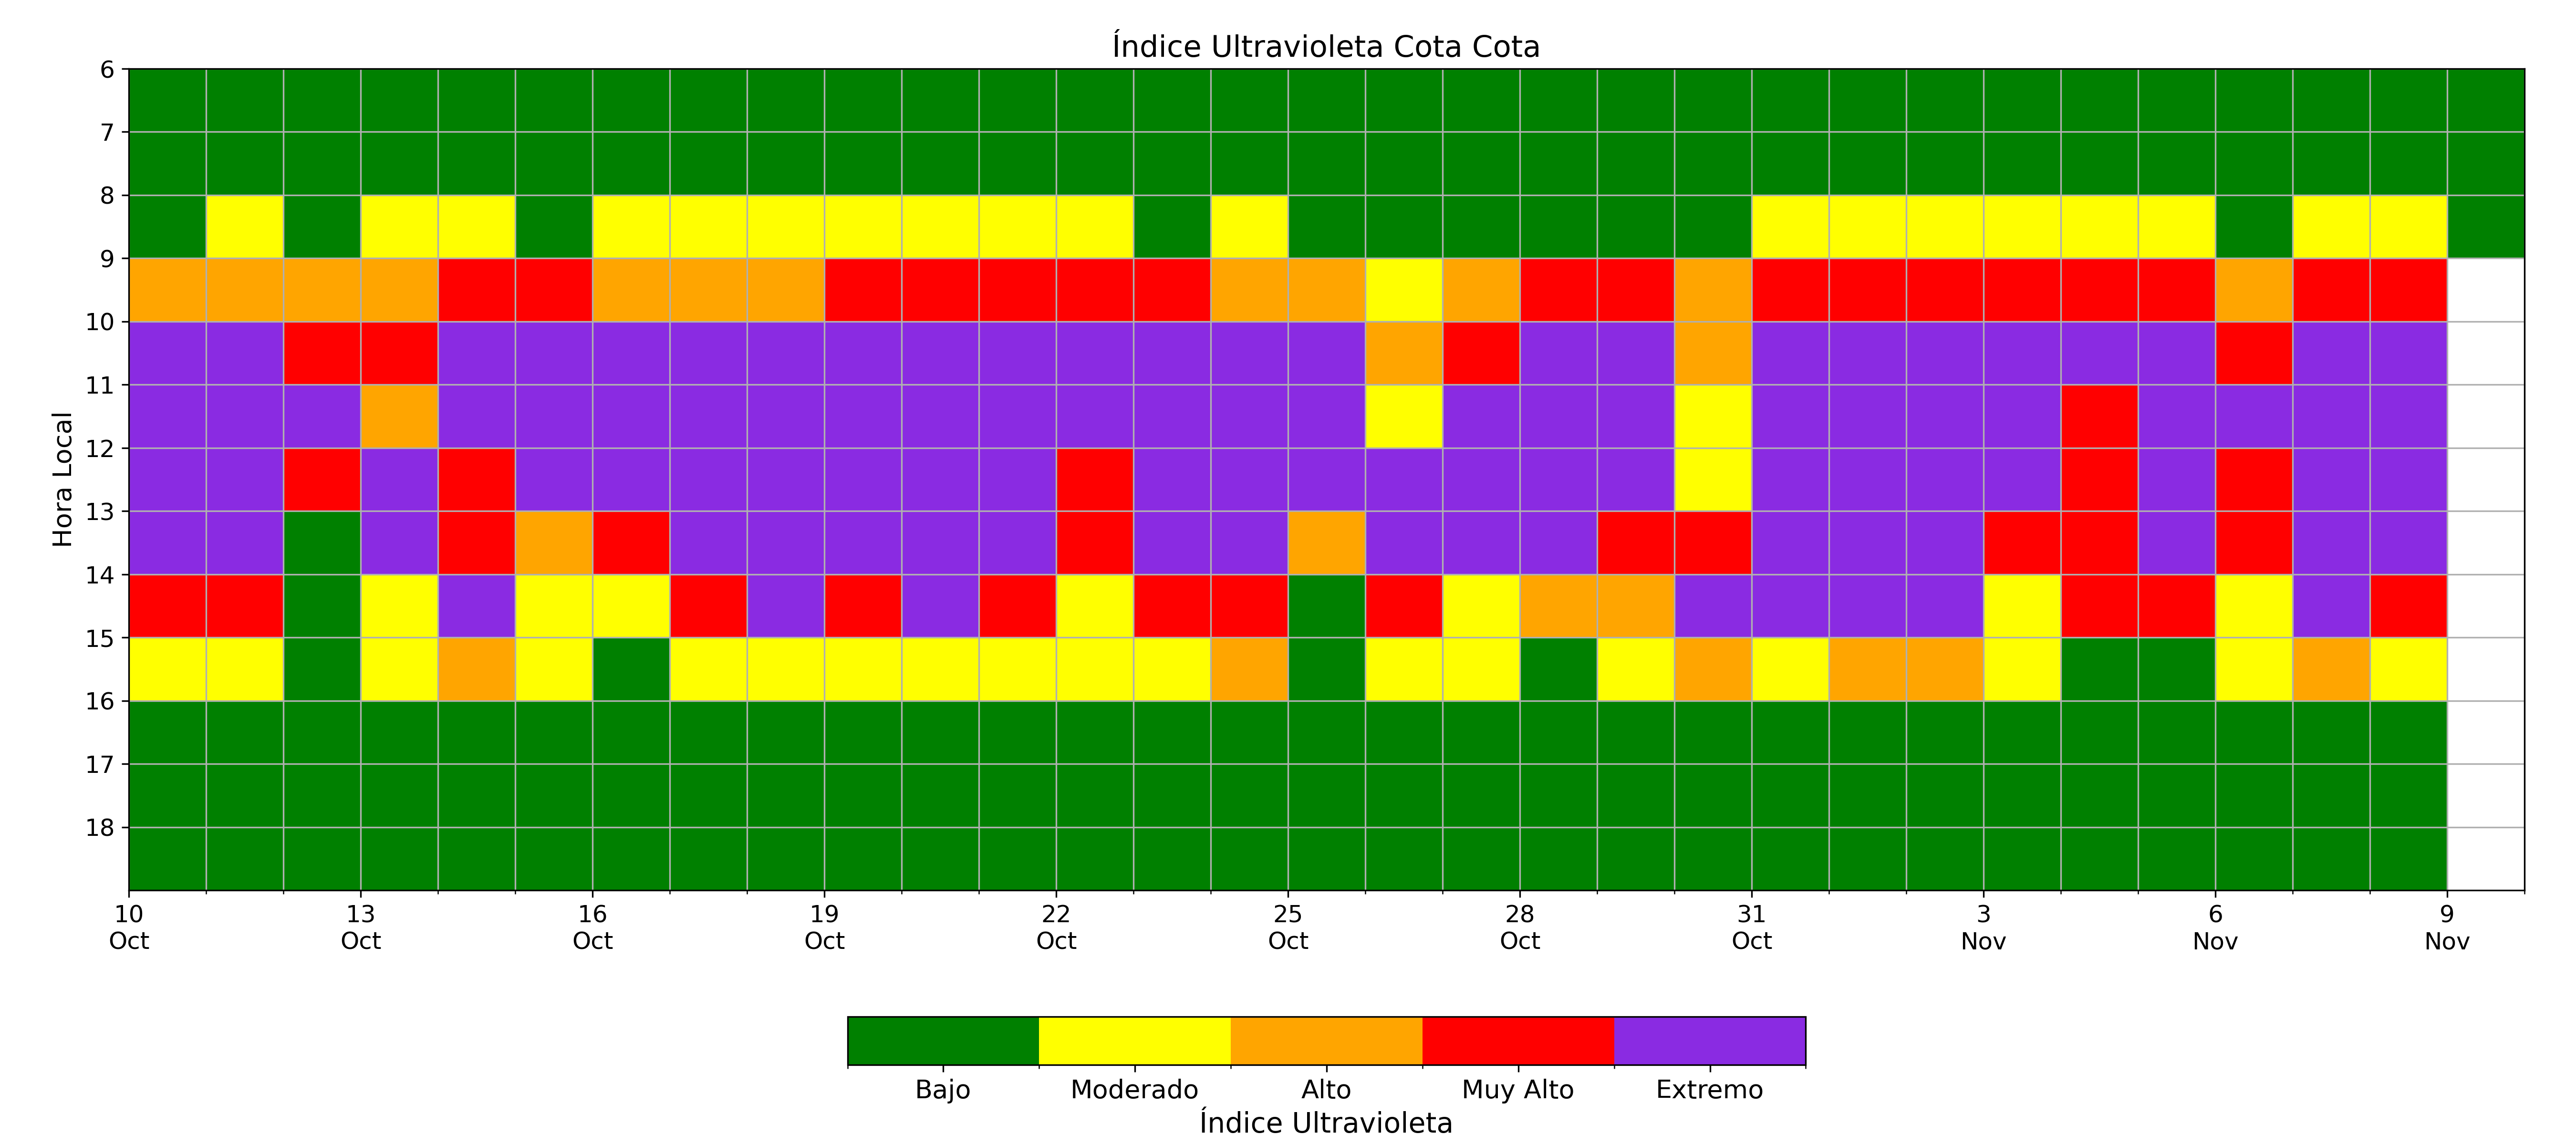 Índice Ultravioleta Cota Cota
Hora Local
6
7
8
9
10
11
12
13
14
15
16
17
18
10 13 16 19 22 25 28 31 3 6 9
Oct Oct Oct Oct Oct Oct Oct Oct Nov Nov Nov
Bajo Moderado Alto Muy Alto Extremo
Índice Ultravioleta